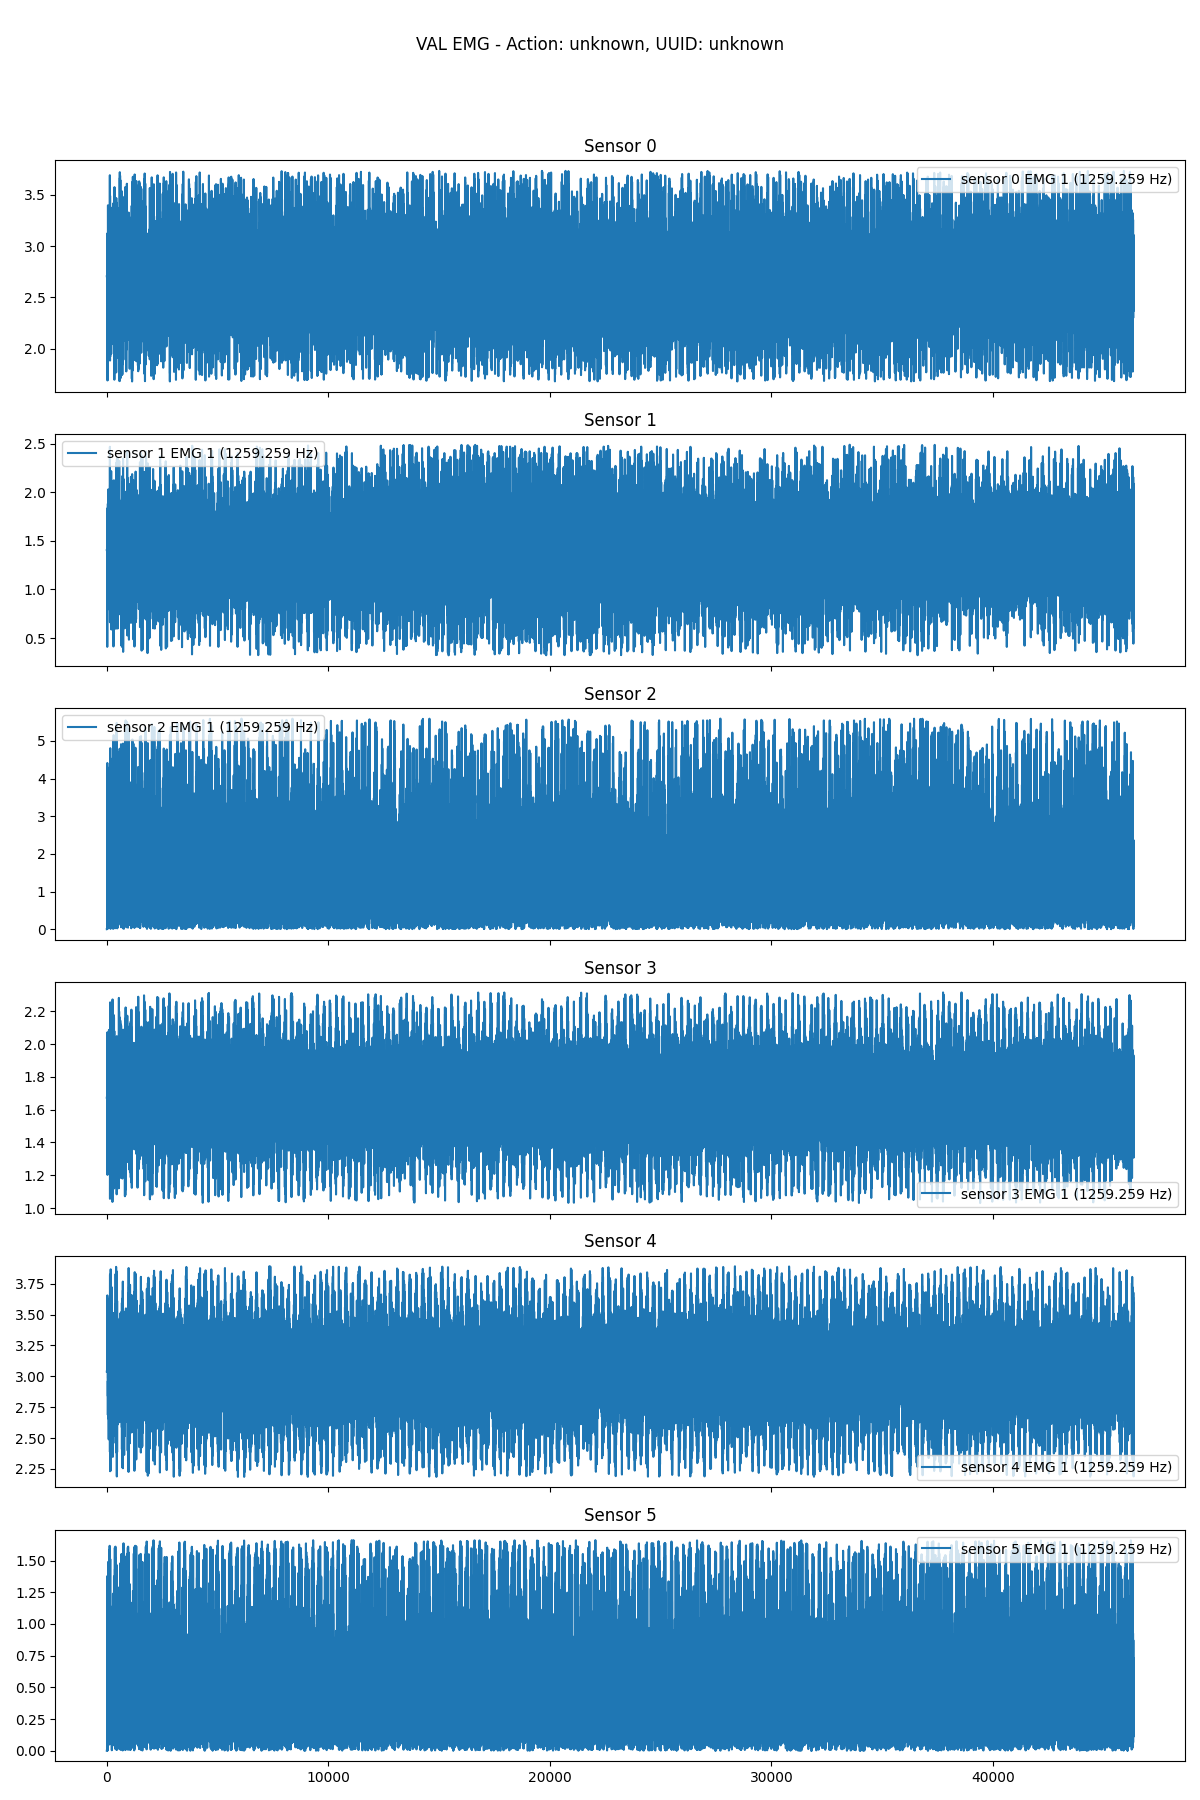 VAL EMG - Action: unknown, UUID: unknown
Sensor 0
sensor 0 EMG 1 (1259.259 Hz)
3.5
3.0
2.5
2.0
Sensor 1
sensor 1 EMG 1 (1259.259 Hz)
2.5
2.0
1.5
1.0
0.5
Sensor 2
sensor 2 EMG 1 (1259.259 Hz)
5
4
3
2
1
0
Sensor 3
2.2
2.0
1.8
1.6
1.4
1.2
1.0
sensor 3 EMG 1 (1259.259 Hz)
Sensor 4
3.75
3.50
3.25
3.00
2.75
2.50
2.25
sensor 4 EMG 1 (1259.259 Hz)
Sensor 5
sensor 5 EMG 1 (1259.259 Hz)
1.50
1.25
1.00
0.75
0.50
0.25
0.00
0 10000 20000 30000 40000